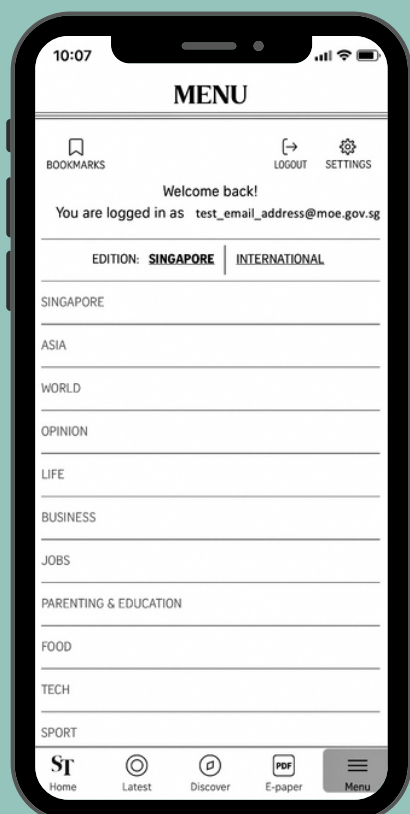 10:07
MENU
BOOKMARKS
LOGOUT
SETTINGS
Welcome back!
You are logged in as test_email_address@moe.gov.sg
EDITION: SINGAPORE INTERNATIONAL
SINGAPORE
ASIA
WORLD
OPINION
LIFE
BUSINESS
JOBS
PARENTING & EDUCATION
FOOD
TECH
SPORT
ST
PDF
Home
Latest
Discover
E-paper
Menu